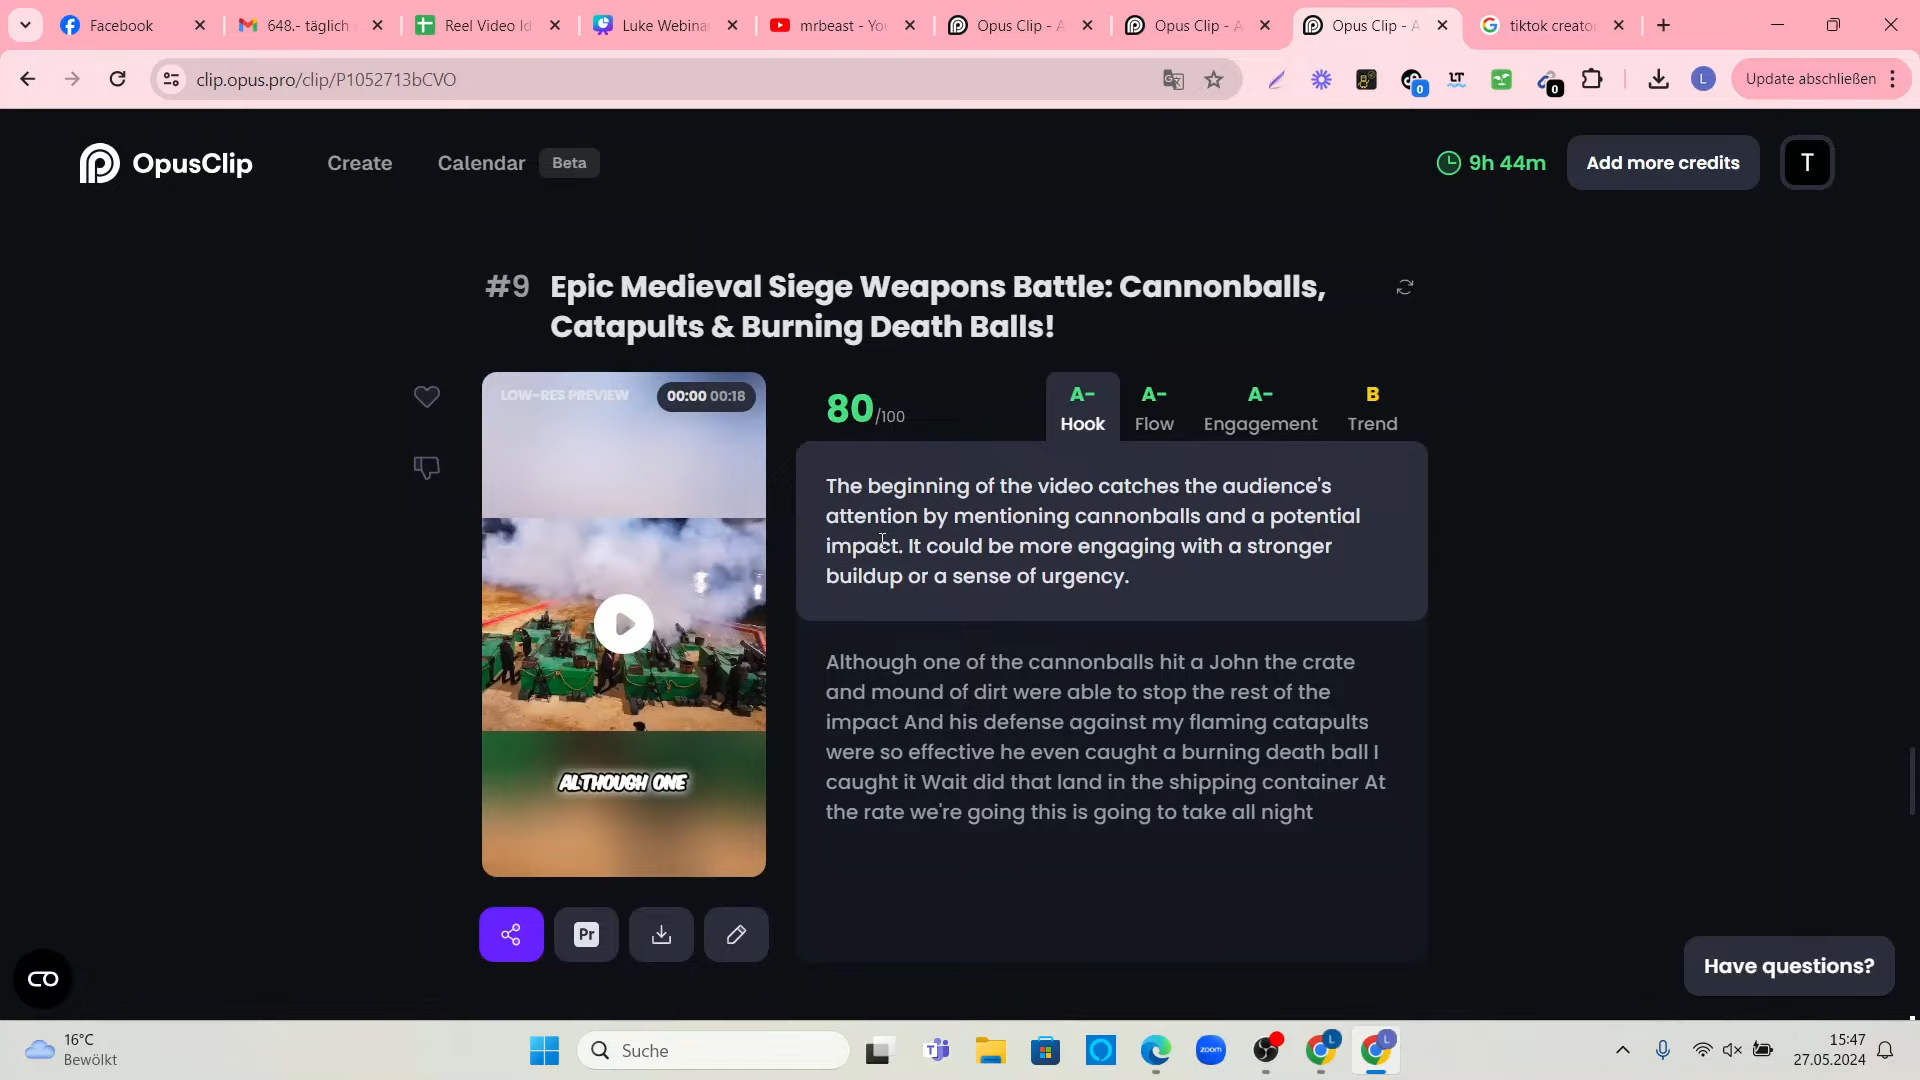 Facebook
648.- täglich
Reel Video Id
Luke Webina
mrbeast - You
Opus Clip - A
Opus Clip - A
Opus Clip - A
tiktok creato
clip.opus.pro/clip/P1052713bCVO
LT
0
0
L
Update abschließen
OpusClip
Create
Calendar
Beta
9h 44m
Add more credits
T
#9
Epic Medieval Siege Weapons Battle: Cannonballs,
Catapults & Burning Death Balls!
LOW-RES PREVIEW
00:00 00:18
80/100
A-
Hook
A-
Flow
A-
Engagement
B
Trend
The beginning of the video catches the audience's
attention by mentioning cannonballs and a potential
impact. It could be more engaging with a stronger
buildup or a sense of urgency.
Although one of the cannonballs hit a John the crate
and mound of dirt were able to stop the rest of the
impact And his defense against my flaming catapults
were so effective he even caught a burning death ball I
caught it Wait did that land in the shipping container At
the rate we're going this is going to take all night
ALTHOUGH ONE
Pr
Have questions?
16°C
Bewölkt
Suche
zoom
L
L
15:47
27.05.2024